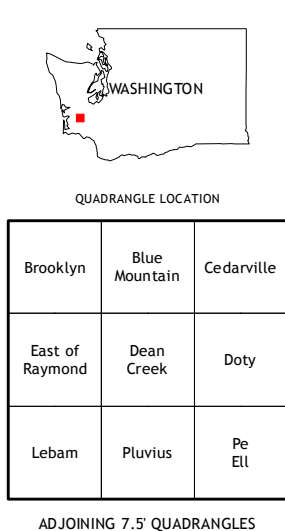 WASHINGTON
QUADRANGLE LOCATION
Brooklyn
Blue
Mountain
Cedarville
East of
Raymond
Dean
Creek
Doty
Lebam
Pluvius
Pe
Ell
ADJOINING 7.5' QUADRANGLES